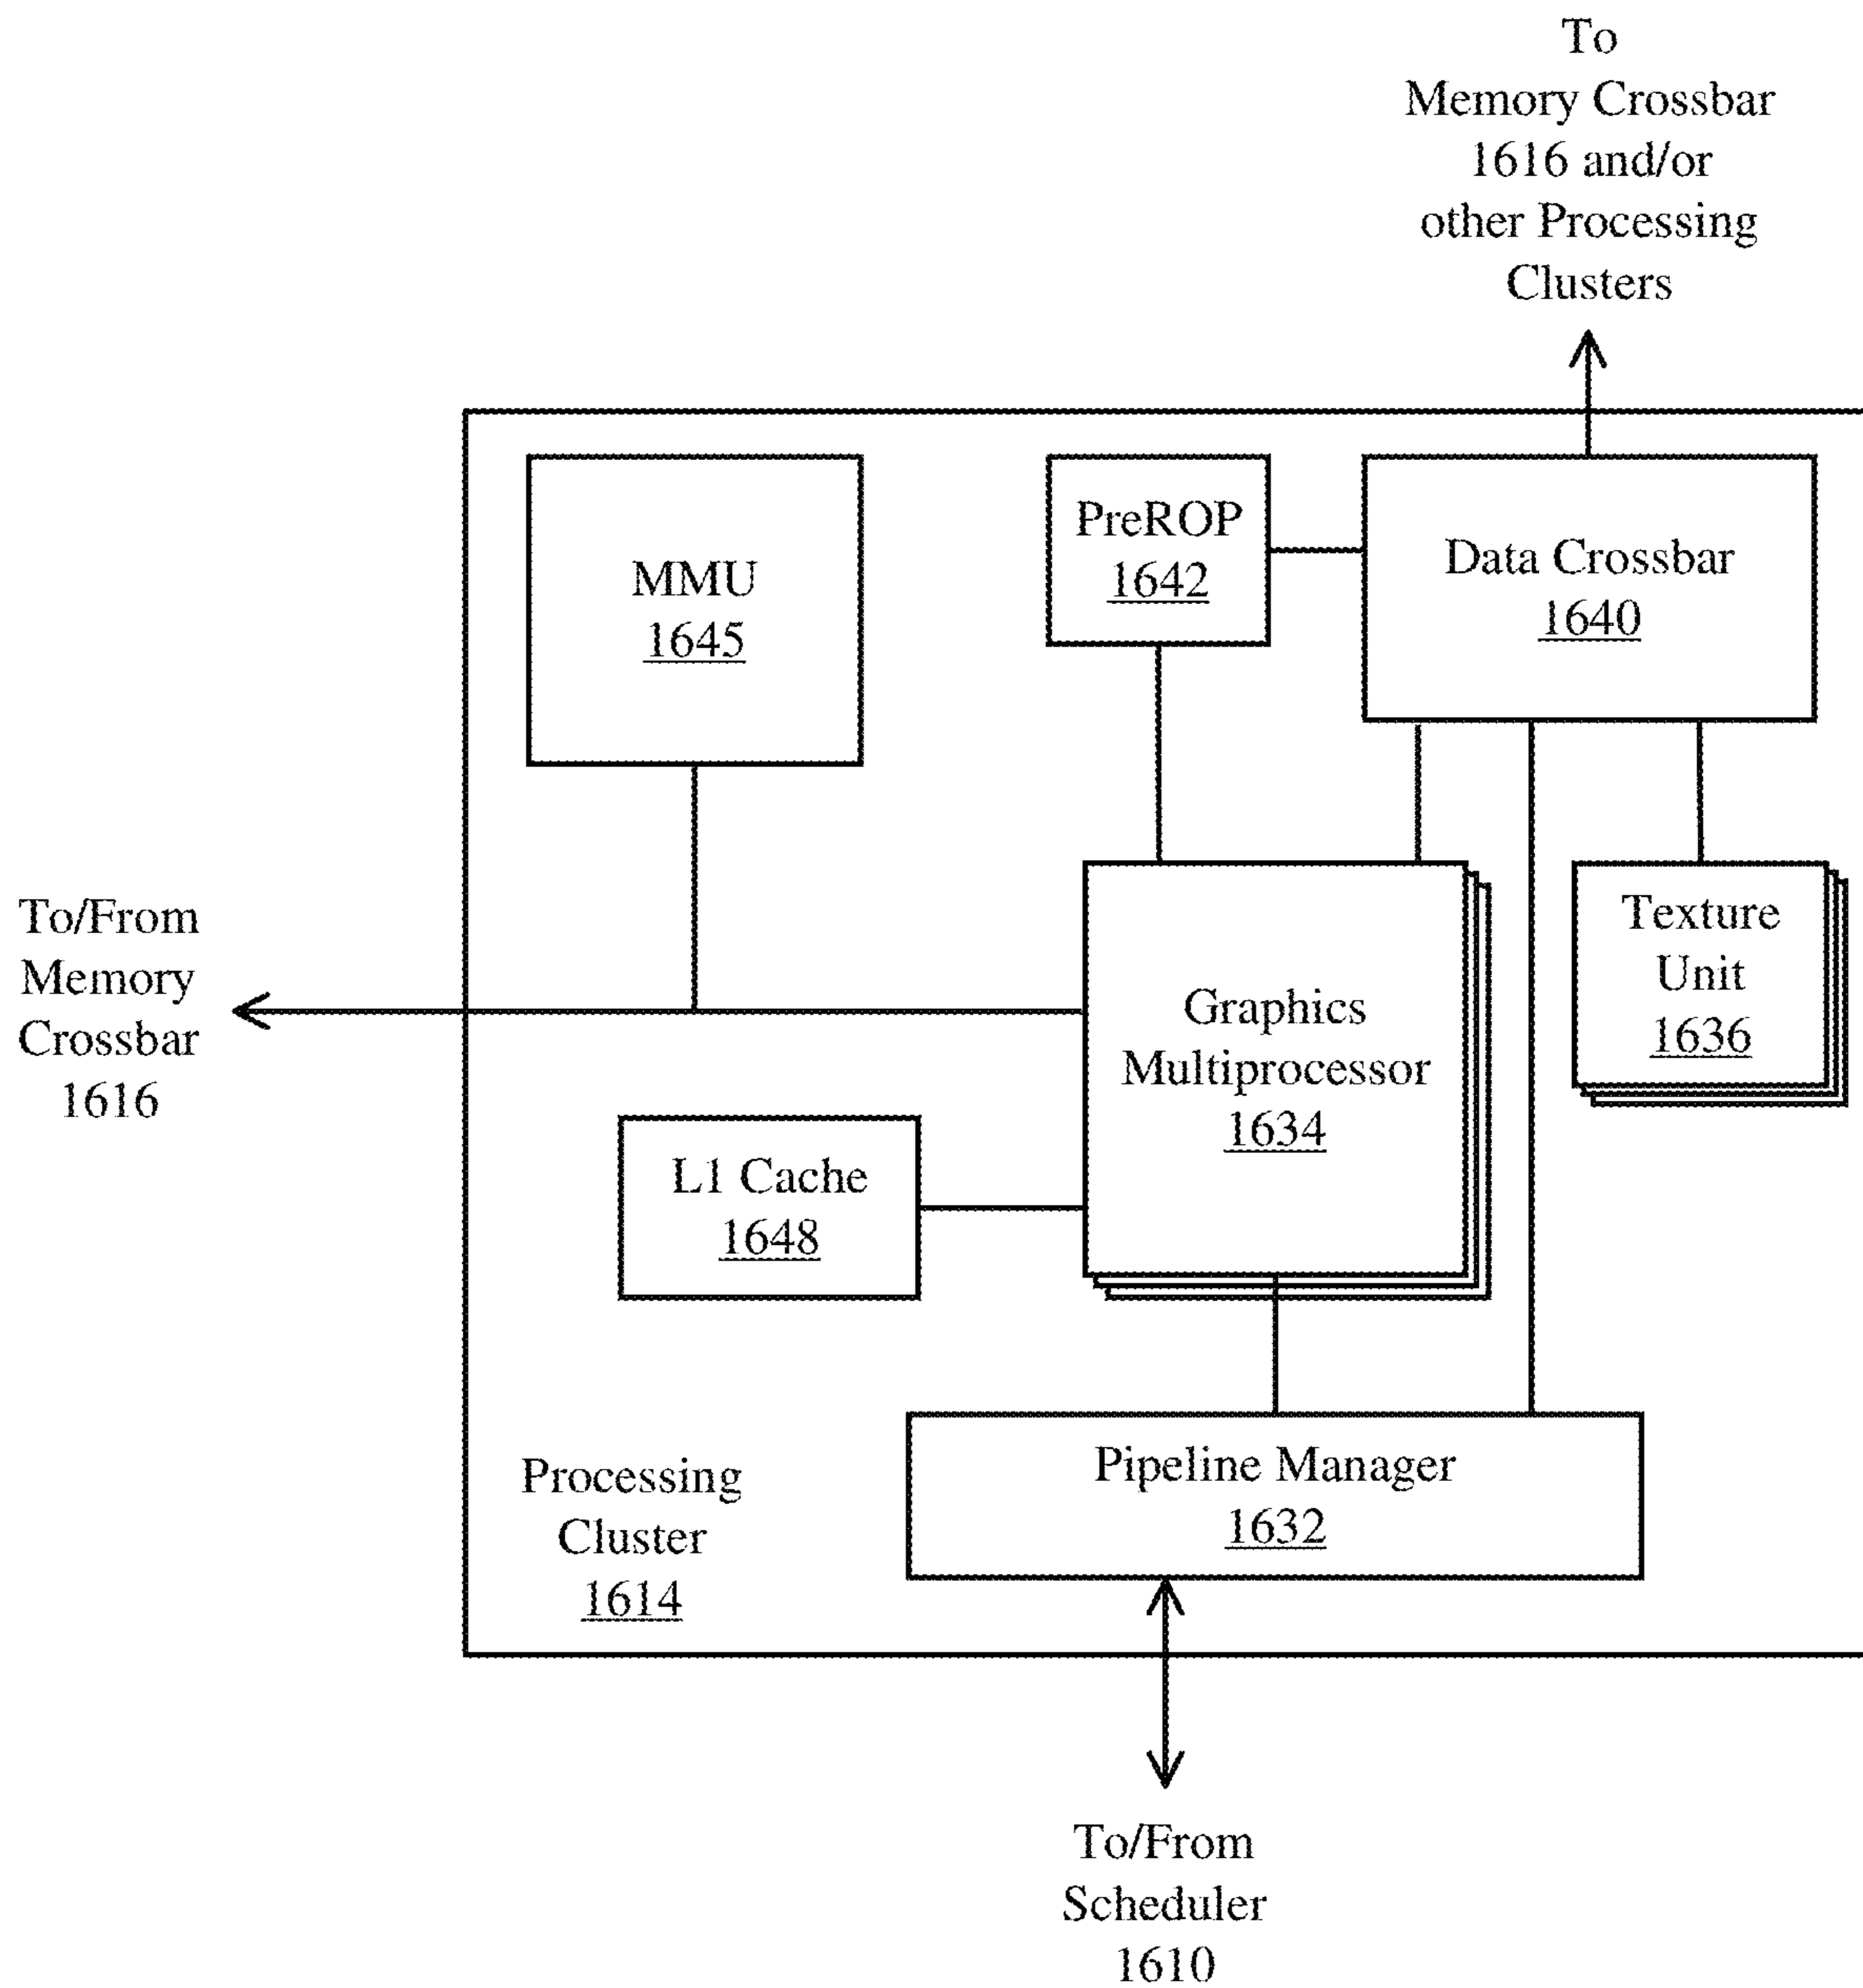 To
Memory Crossbar
1616 and/or
other Processing
Clusters
MMU
1645
PreROP
1642
Data Crossbar
1640
To/From
Memory
Crossbar
1616
Graphics
Multiprocessor
1634
Texture
Unit
1636
L1 Cache
1648
Pipeline Manager
1632
Processing
Cluster
1614
To/From
Scheduler
1610